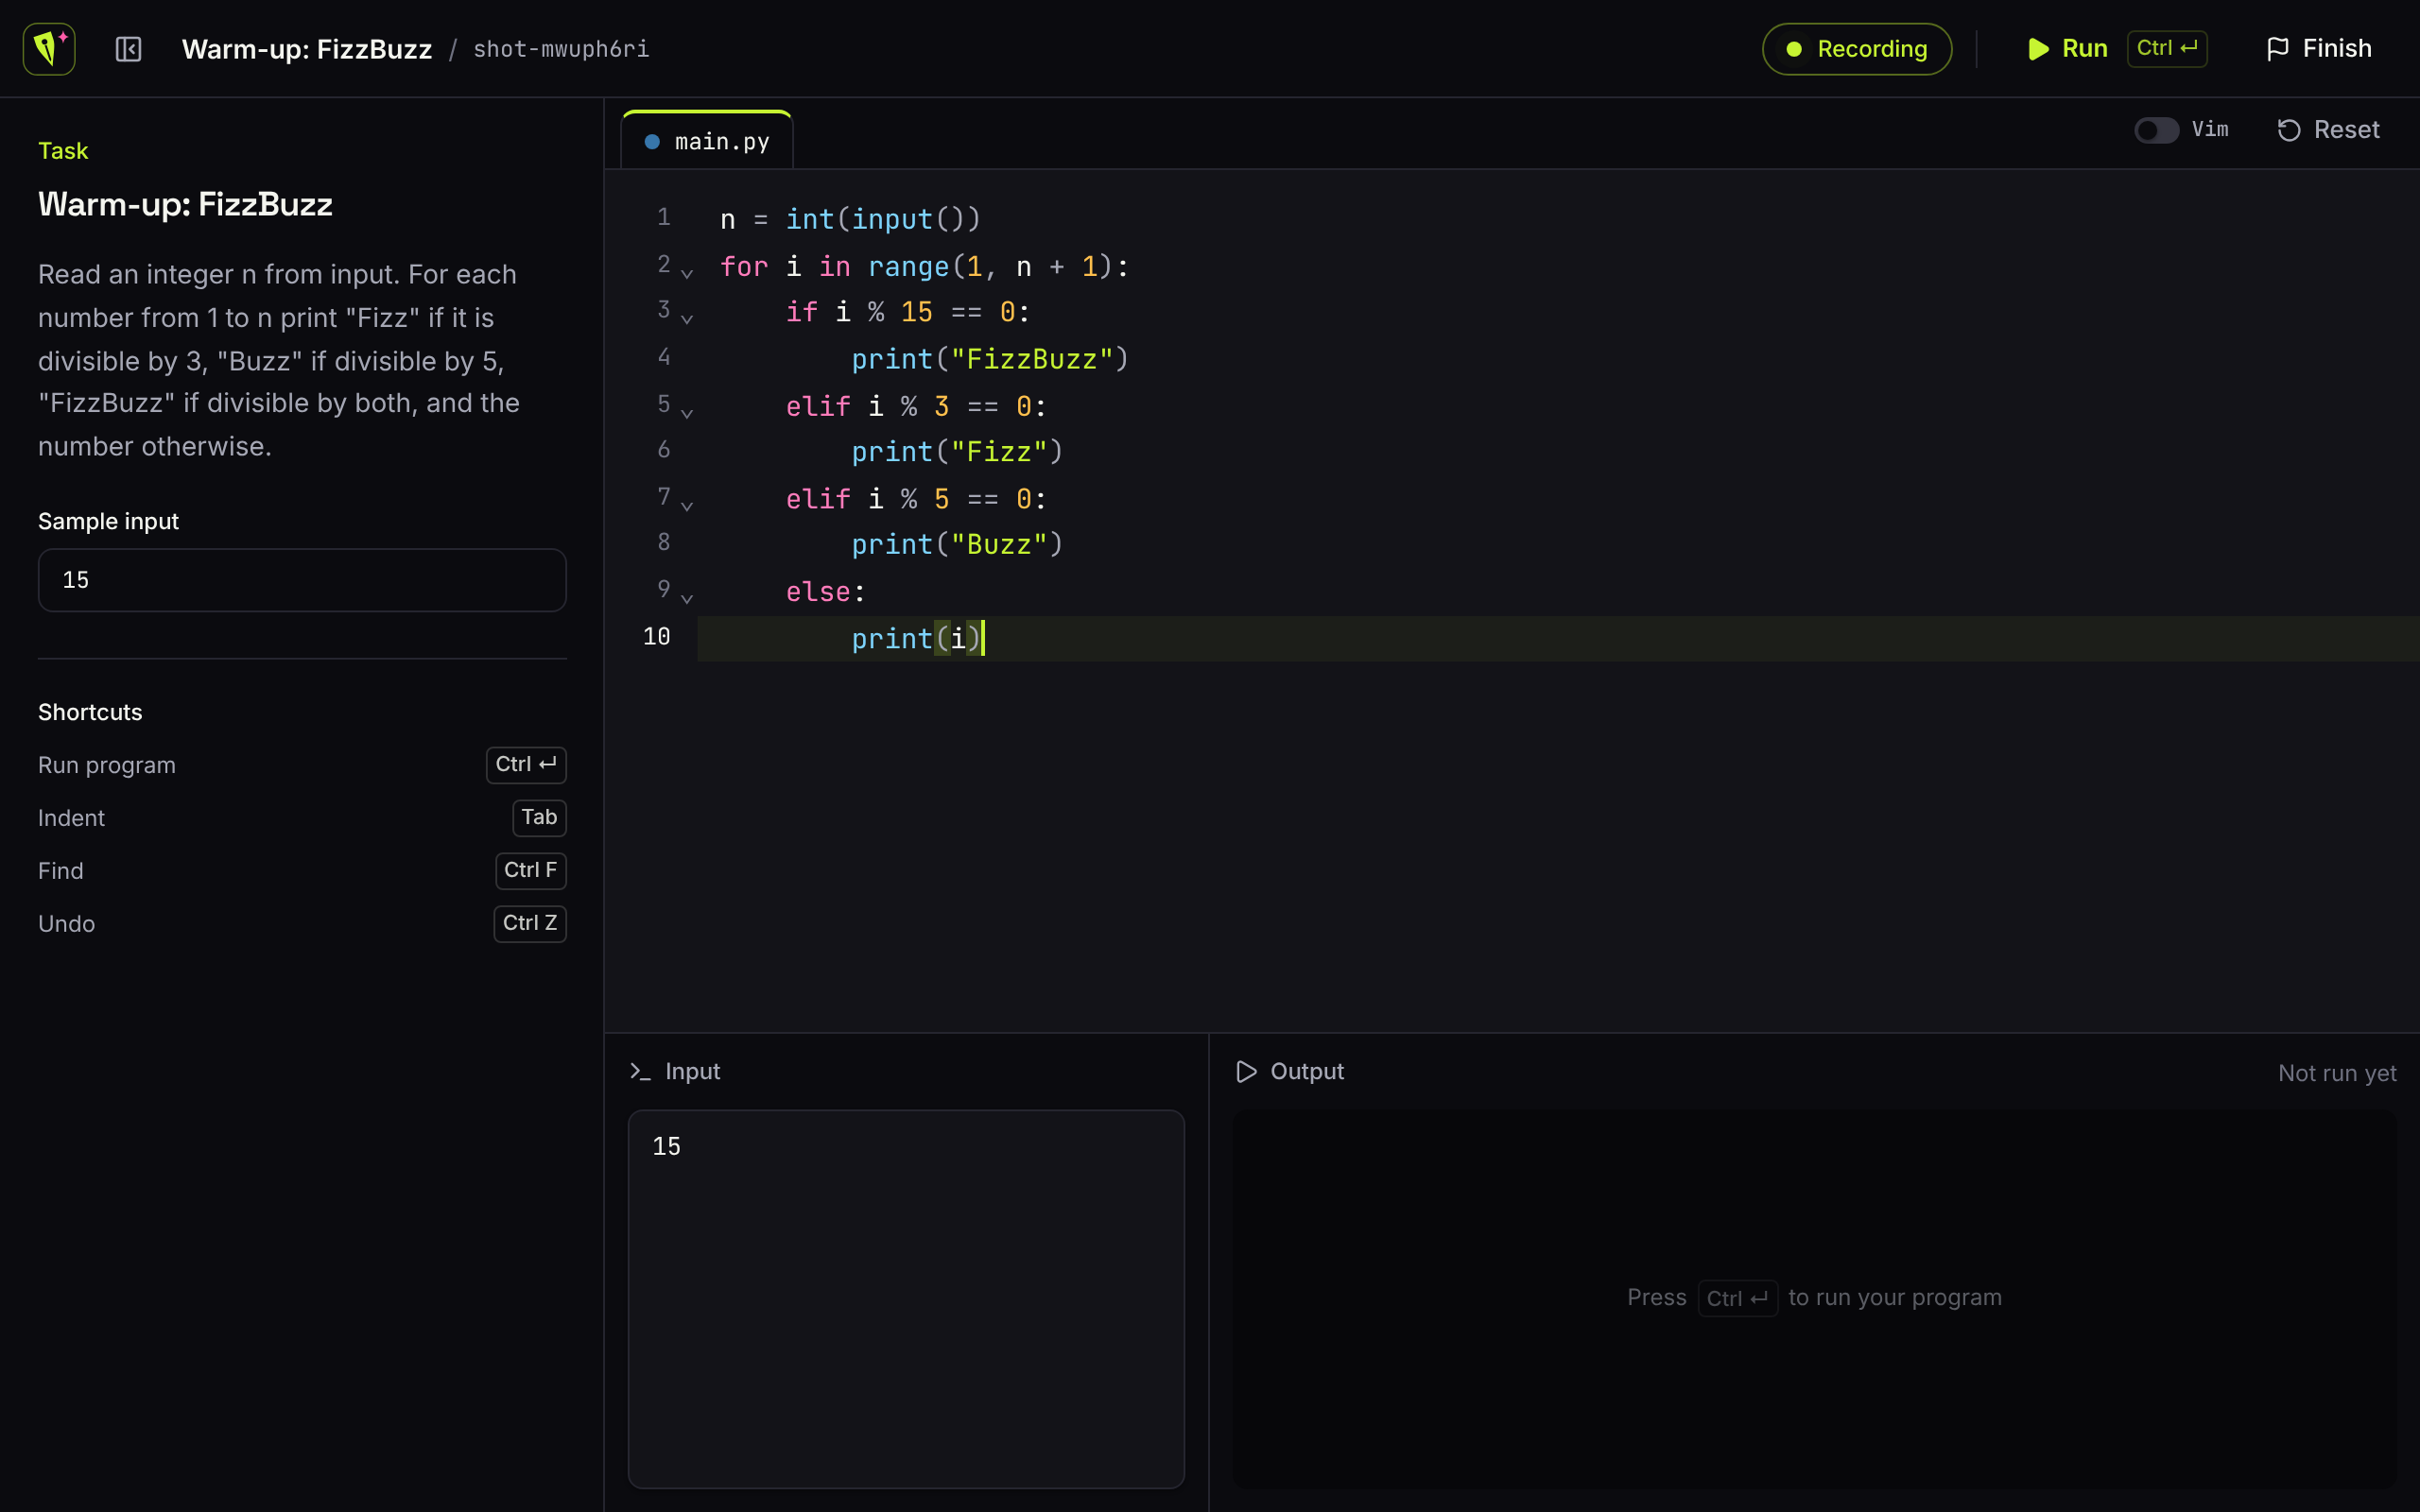 Warm-up: FizzBuzz / shot-mwuph6ri
Recording
Run Ctrl ↵
Finish
Task
Warm-up: FizzBuzz
Read an integer n from input. For each
number from 1 to n print "Fizz" if it is
divisible by 3, "Buzz" if divisible by 5,
"FizzBuzz" if divisible by both, and the
number otherwise.
Sample input
15
Shortcuts
Run program Ctrl ↵
Indent Tab
Find Ctrl F
Undo Ctrl Z
main.py
Vim
Reset
1 n = int(input())
2 for i in range(1, n + 1):
3     if i % 15 == 0:
4         print("FizzBuzz")
5     elif i % 3 == 0:
6         print("Fizz")
7     elif i % 5 == 0:
8         print("Buzz")
9     else:
10         print(i)
Input
15
Output
Not run yet
Press Ctrl ↵ to run your program